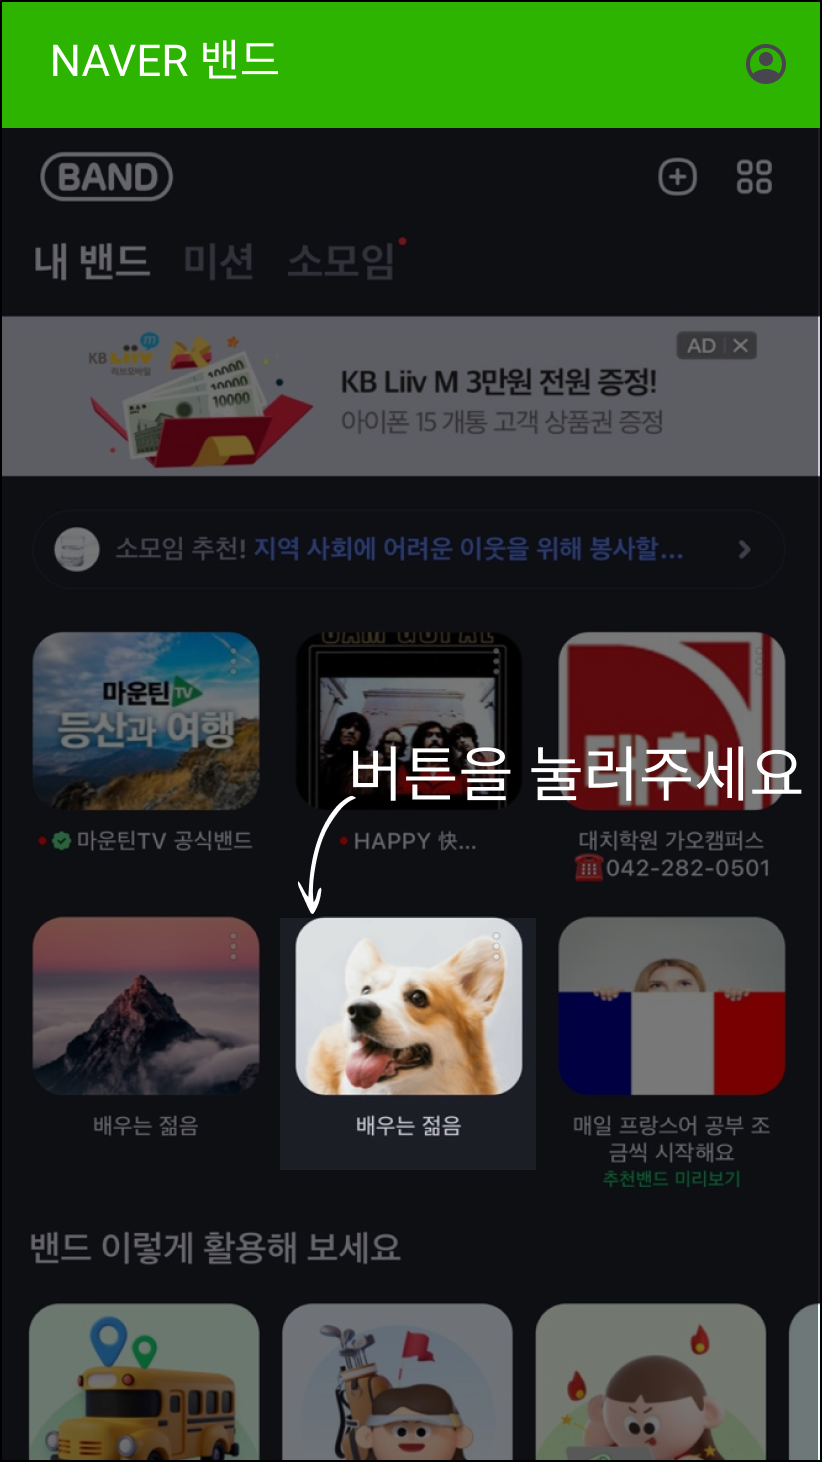 NAVER 밴드
BAND
내 밴드 미션 소모임
KB Liiv m
리브모바일
10000
10000
10000
AD
KB Liiv M 3만원 전원 증정!
아이폰 15 개통 고객 상품권 증정
소모임 추천! 지역 사회에 어려운 이웃을 위해 봉사할...
마운틴TV
등산과 여행
대치
버튼을 눌러주세요
마운틴TV 공식밴드
HAPPY 快...
대치학원 가오캠퍼스
☎042-282-0501
배우는 젊음
배우는 젊음
매일 프랑스어 공부 조
금씩 시작해요
추천밴드 미리보기
밴드 이렇게 활용해 보세요